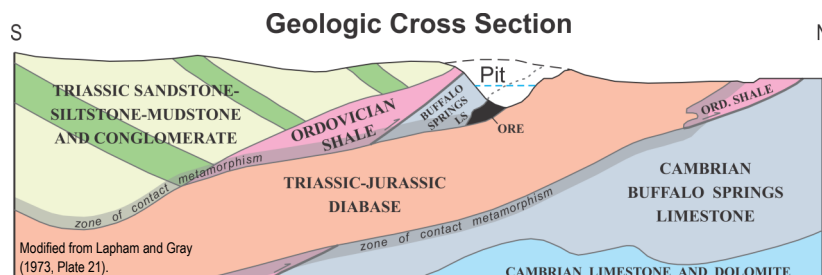 Geologic Cross Section
S
N
Pit
TRIASSIC SANDSTONE-
SILTSTONE-MUDSTONE
AND CONGLOMERATE
ORDOVICIAN
SHALE
BUFFALO
SPRINGS
LS
ORE
ORD. SHALE
zone of contact metamorphism
TRIASSIC-JURASSIC
DIABASE
CAMBRIAN
BUFFALO SPRINGS
LIMESTONE
zone of contact metamorphism
Modified from Lapham and Gray
(1973, Plate 21).
CAMBRIAN LIMESTONE AND DOLOMITE